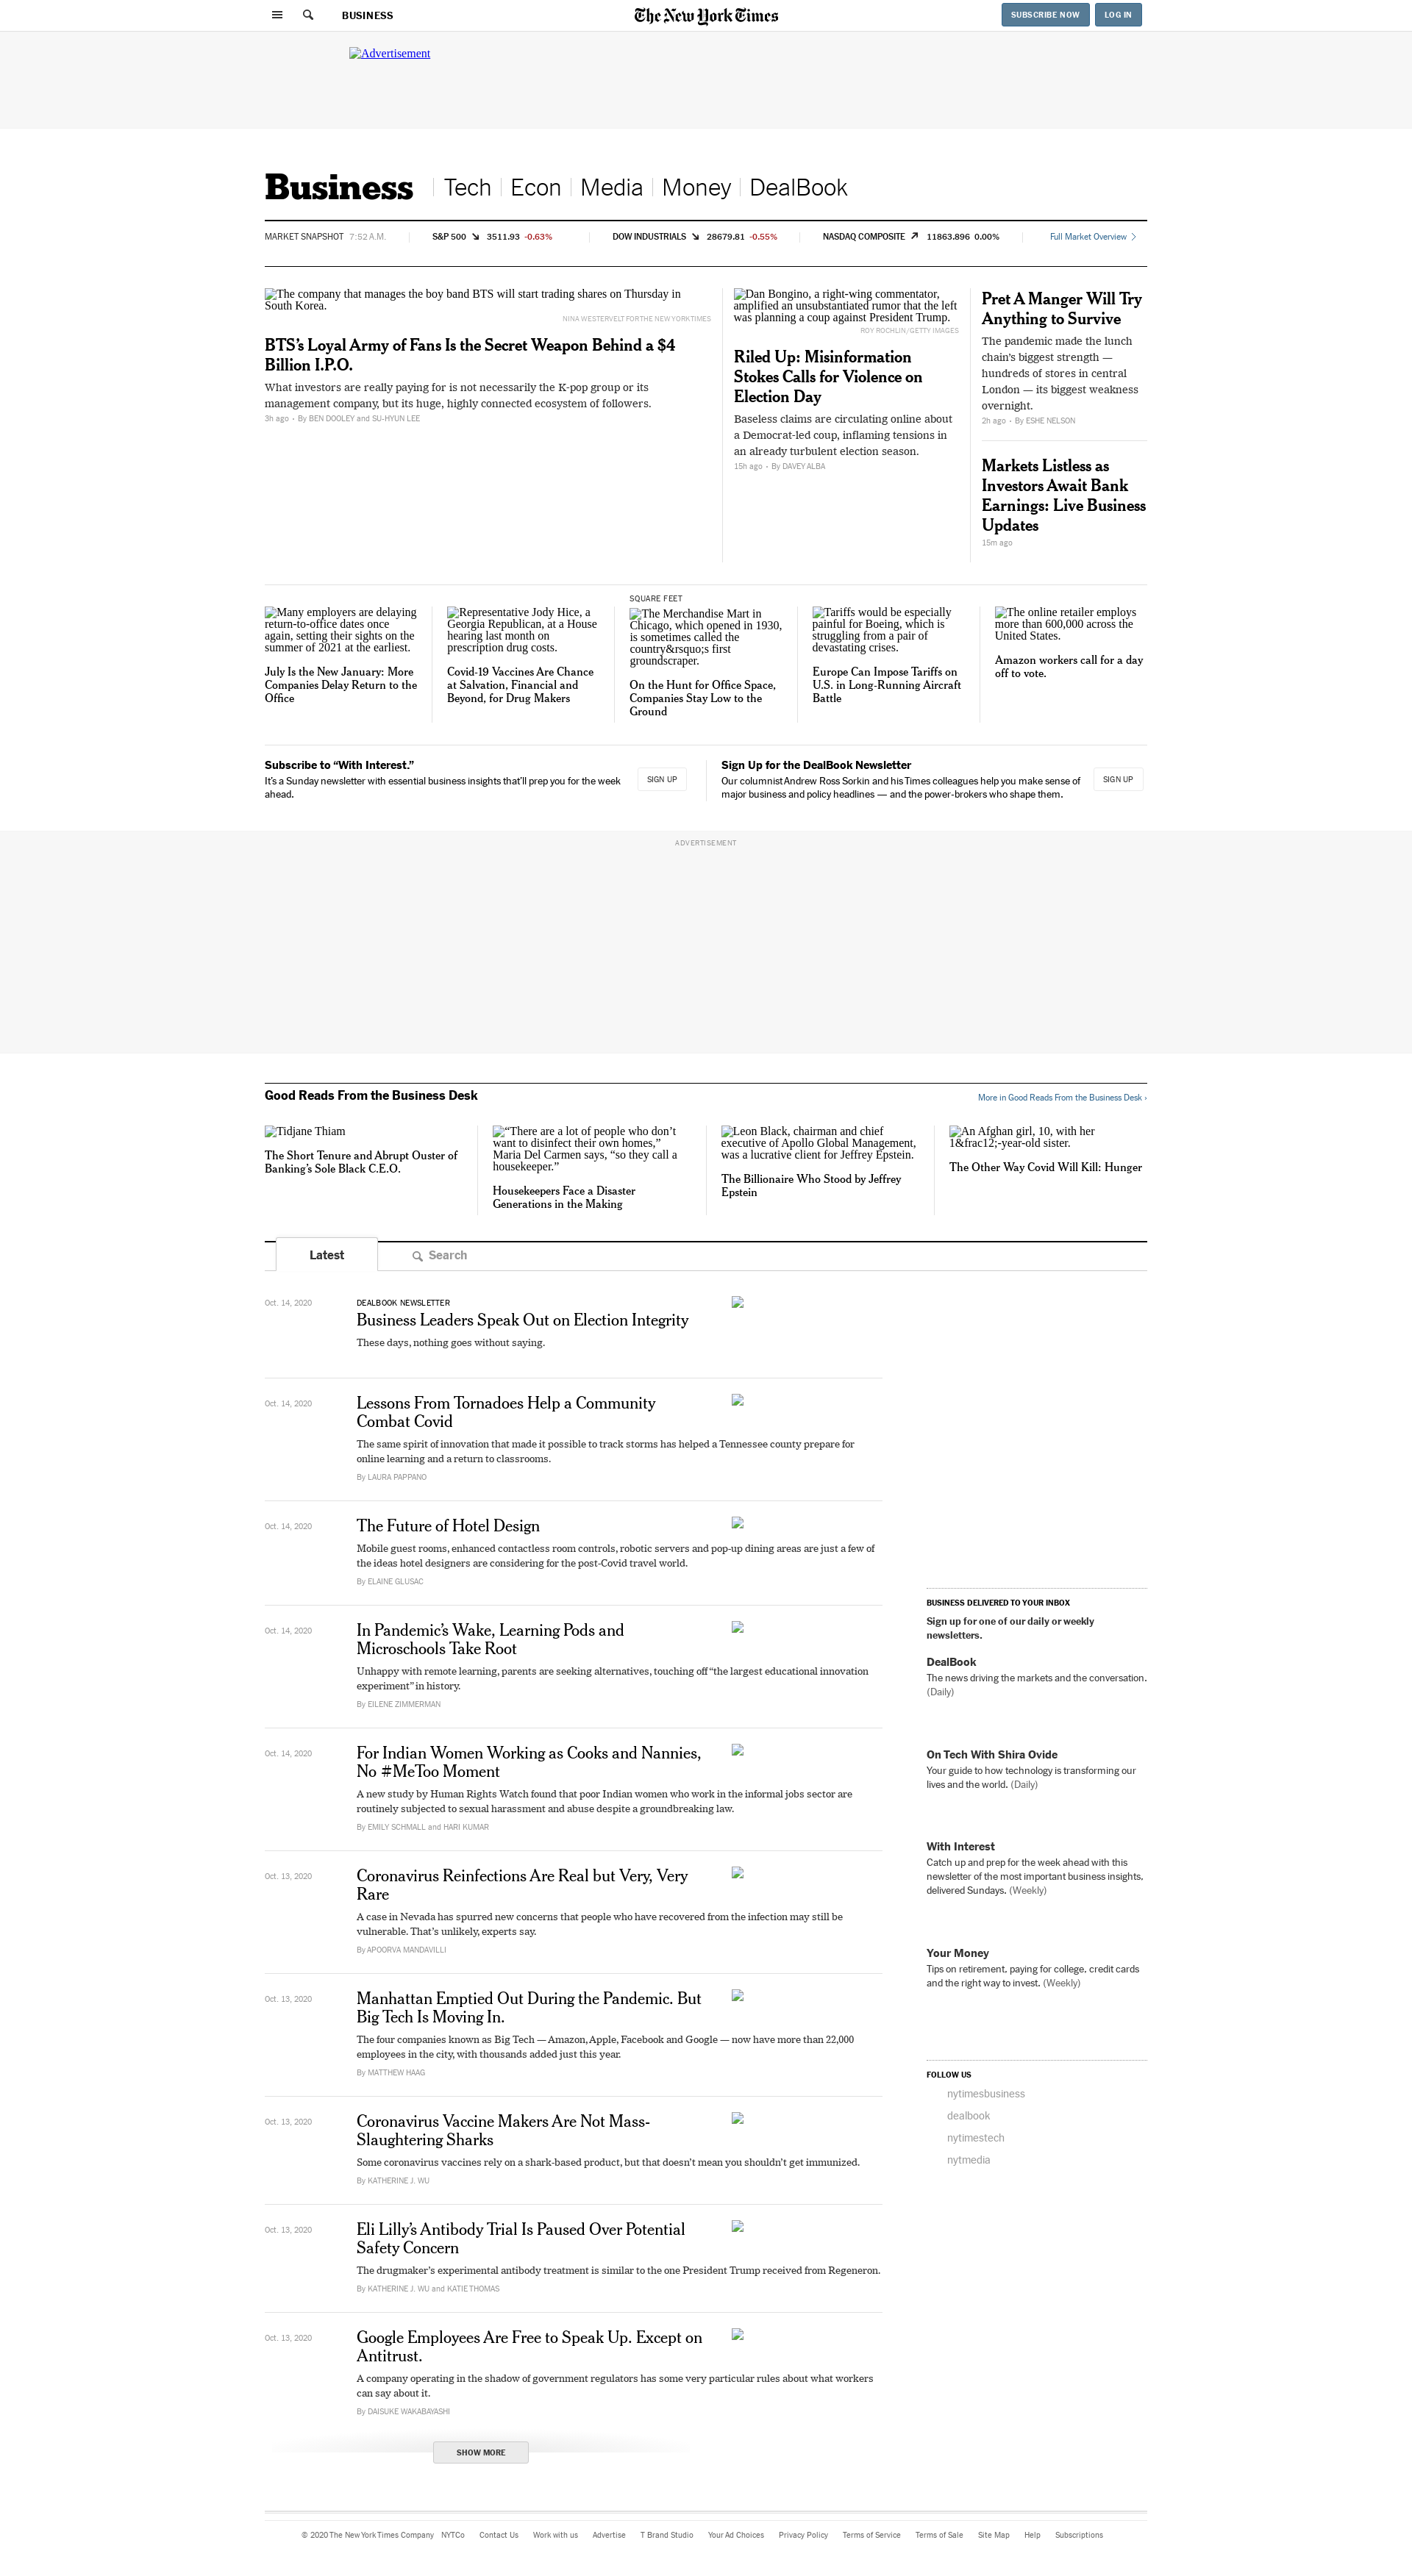 BUSINESS
The New York Times
SUBSCRIBE NOW
LOG IN
Advertisement
Business
Tech
Econ
Media
Money
DealBook
MARKET SNAPSHOT 7:52 A.M.
S&P 500 3511.93 -0.63%
DOW INDUSTRIALS 28679.81 -0.55%
NASDAQ COMPOSITE 11863.896 0.00%
Full Market Overview
The company that manages the boy band BTS will start trading shares on Thursday in
South Korea.
NINA WESTERVELT FOR THE NEW YORK TIMES
BTS’s Loyal Army of Fans Is the Secret Weapon Behind a $4
Billion I.P.O.
What investors are really paying for is not necessarily the K-pop group or its
management company, but its huge, highly connected ecosystem of followers.
3h ago • By BEN DOOLEY and SU-HYUN LEE
Dan Bongino, a right-wing commentator,
amplified an unsubstantiated rumor that the left
was planning a coup against President Trump.
ROY ROCHLIN/GETTY IMAGES
Riled Up: Misinformation
Stokes Calls for Violence on
Election Day
Baseless claims are circulating online about
a Democrat-led coup, inflaming tensions in
an already turbulent election season.
15h ago • By DAVEY ALBA
Pret A Manger Will Try
Anything to Survive
The pandemic made the lunch
chain’s biggest strength —
hundreds of stores in central
London — its biggest weakness
overnight.
2h ago • By ESHE NELSON
Markets Listless as
Investors Await Bank
Earnings: Live Business
Updates
15m ago
Many employers are delaying
return-to-office dates once
again, setting their sights on the
summer of 2021 at the earliest.
July Is the New January: More
Companies Delay Return to the
Office
Representative Jody Hice, a
Georgia Republican, at a House
hearing last month on
prescription drug costs.
Covid-19 Vaccines Are Chance
at Salvation, Financial and
Beyond, for Drug Makers
SQUARE FEET
The Merchandise Mart in
Chicago, which opened in 1930,
is sometimes called the
country&rsquo;s first
groundscraper.
On the Hunt for Office Space,
Companies Stay Low to the
Ground
Tariffs would be especially
painful for Boeing, which is
struggling from a pair of
devastating crises.
Europe Can Impose Tariffs on
U.S. in Long-Running Aircraft
Battle
The online retailer employs
more than 600,000 across the
United States.
Amazon workers call for a day
off to vote.
Subscribe to “With Interest.”
It’s a Sunday newsletter with essential business insights that’ll prep you for the week
ahead.
SIGN UP
Sign Up for the DealBook Newsletter
Our columnist Andrew Ross Sorkin and his Times colleagues help you make sense of
major business and policy headlines — and the power-brokers who shape them.
SIGN UP
ADVERTISEMENT
Good Reads From the Business Desk
More in Good Reads From the Business Desk ›
Tidjane Thiam
The Short Tenure and Abrupt Ouster of
Banking’s Sole Black C.E.O.
“There are a lot of people who don’t
want to disinfect their own homes,”
Maria Del Carmen says, “so they call a
housekeeper.”
Housekeepers Face a Disaster
Generations in the Making
Leon Black, chairman and chief
executive of Apollo Global Management,
was a lucrative client for Jeffrey Epstein.
The Billionaire Who Stood by Jeffrey
Epstein
An Afghan girl, 10, with her
1&frac12;-year-old sister.
The Other Way Covid Will Kill: Hunger
Latest
Search
Oct. 14, 2020
DEALBOOK NEWSLETTER
Business Leaders Speak Out on Election Integrity
These days, nothing goes without saying.
Oct. 14, 2020
Lessons From Tornadoes Help a Community
Combat Covid
The same spirit of innovation that made it possible to track storms has helped a Tennessee county prepare for
online learning and a return to classrooms.
By LAURA PAPPANO
Oct. 14, 2020
The Future of Hotel Design
Mobile guest rooms, enhanced contactless room controls, robotic servers and pop-up dining areas are just a few of
the ideas hotel designers are considering for the post-Covid travel world.
By ELAINE GLUSAC
Oct. 14, 2020
In Pandemic’s Wake, Learning Pods and
Microschools Take Root
Unhappy with remote learning, parents are seeking alternatives, touching off “the largest educational innovation
experiment” in history.
By EILENE ZIMMERMAN
Oct. 14, 2020
For Indian Women Working as Cooks and Nannies,
No #MeToo Moment
A new study by Human Rights Watch found that poor Indian women who work in the informal jobs sector are
routinely subjected to sexual harassment and abuse despite a groundbreaking law.
By EMILY SCHMALL and HARI KUMAR
Oct. 13, 2020
Coronavirus Reinfections Are Real but Very, Very
Rare
A case in Nevada has spurred new concerns that people who have recovered from the infection may still be
vulnerable. That’s unlikely, experts say.
By APOORVA MANDAVILLI
Oct. 13, 2020
Manhattan Emptied Out During the Pandemic. But
Big Tech Is Moving In.
The four companies known as Big Tech — Amazon, Apple, Facebook and Google — now have more than 22,000
employees in the city, with thousands added just this year.
By MATTHEW HAAG
Oct. 13, 2020
Coronavirus Vaccine Makers Are Not Mass-
Slaughtering Sharks
Some coronavirus vaccines rely on a shark-based product, but that doesn’t mean you shouldn’t get immunized.
By KATHERINE J. WU
Oct. 13, 2020
Eli Lilly’s Antibody Trial Is Paused Over Potential
Safety Concern
The drugmaker’s experimental antibody treatment is similar to the one President Trump received from Regeneron.
By KATHERINE J. WU and KATIE THOMAS
Oct. 13, 2020
Google Employees Are Free to Speak Up. Except on
Antitrust.
A company operating in the shadow of government regulators has some very particular rules about what workers
can say about it.
By DAISUKE WAKABAYASHI
SHOW MORE
BUSINESS DELIVERED TO YOUR INBOX
Sign up for one of our daily or weekly
newsletters.
DealBook
The news driving the markets and the conversation.
(Daily)
On Tech With Shira Ovide
Your guide to how technology is transforming our
lives and the world. (Daily)
With Interest
Catch up and prep for the week ahead with this
newsletter of the most important business insights,
delivered Sundays. (Weekly)
Your Money
Tips on retirement, paying for college, credit cards
and the right way to invest. (Weekly)
FOLLOW US
nytimesbusiness
dealbook
nytimestech
nytmedia
© 2020 The New York Times Company NYTCo Contact Us Work with us Advertise T Brand Studio Your Ad Choices Privacy Policy Terms of Service Terms of Sale Site Map Help Subscriptions